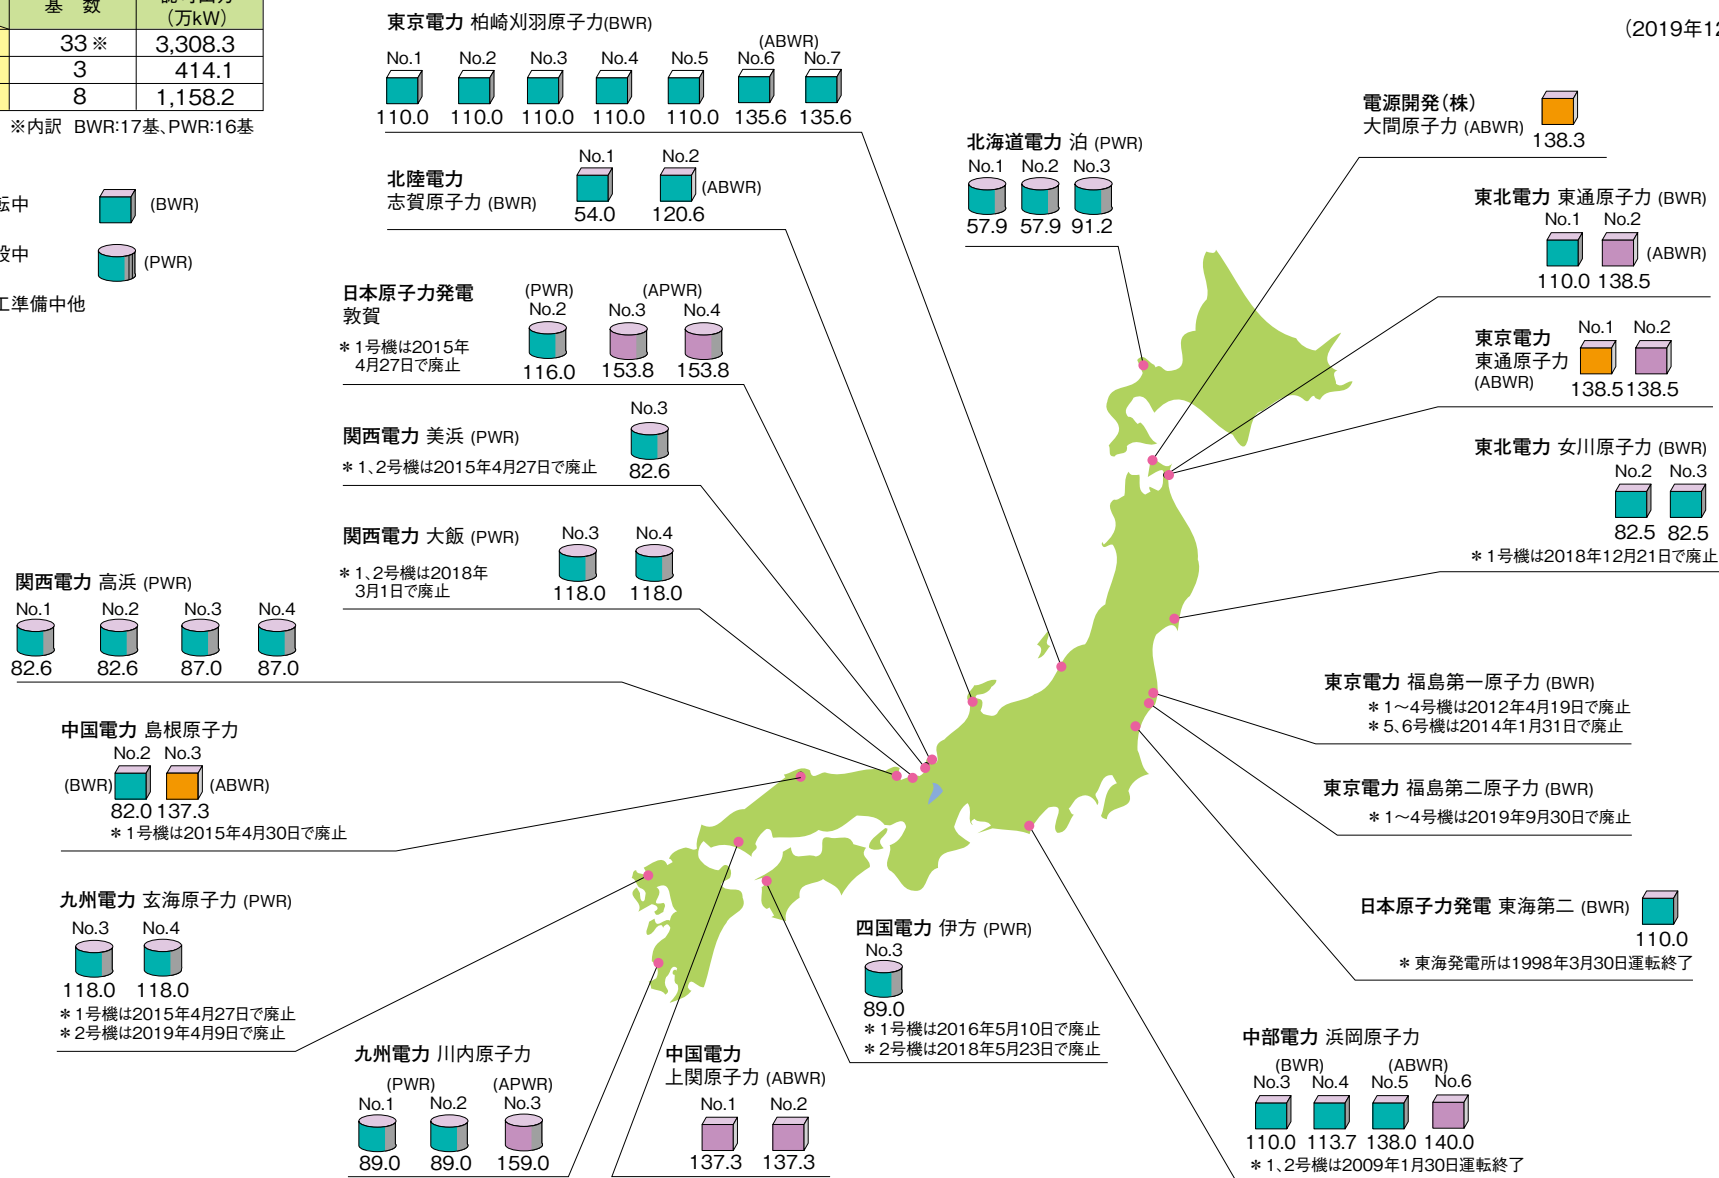 基 数
(万kW)
33※ 3,308.3
3 414.1
8 1,158.2
※内訳 BWR:17基、PWR:16基
(BWR)
(PWR)
工準備中他
東京電力 柏崎刈羽原子力(BWR)
(ABWR)
No.1 No.2 No.3 No.4 No.5 No.6 No.7
110.0 110.0 110.0 110.0 110.0 135.6 135.6
北陸電力
志賀原子力 (BWR)
No.1 No.2
(ABWR)
54.0 120.6
日本原子力発電
敦賀
(PWR) (APWR)
No.2 No.3 No.4
*1号機は2015年
4月27日で廃止
116.0 153.8 153.8
関西電力 美浜 (PWR)
No.3
*1、2号機は2015年4月27日で廃止
82.6
関西電力 大飯 (PWR)
No.3 No.4
*1、2号機は2018年
3月1日で廃止
118.0 118.0
関西電力 高浜 (PWR)
No.1 No.2 No.3 No.4
82.6 82.6 87.0 87.0
中国電力 島根原子力
No.2 No.3
(BWR) (ABWR)
82.0 137.3
*1号機は2015年4月30日で廃止
九州電力 玄海原子力 (PWR)
No.3 No.4
118.0 118.0
*1号機は2015年4月27日で廃止
*2号機は2019年4月9日で廃止
九州電力 川内原子力
(PWR) (APWR)
No.1 No.2 No.3
89.0 89.0 159.0
中国電力
上関原子力 (ABWR)
No.1 No.2
137.3 137.3
四国電力 伊方 (PWR)
No.3
89.0
*1号機は2016年5月10日で廃止
*2号機は2018年5月23日で廃止
北海道電力 泊 (PWR)
No.1 No.2 No.3
57.9 57.9 91.2
(2019年12
電源開発(株)
大間原子力 (ABWR)
138.3
東北電力 東通原子力 (BWR)
No.1 No.2
(ABWR)
110.0 138.5
東京電力
東通原子力
(ABWR)
No.1 No.2
138.5 138.5
東北電力 女川原子力 (BWR)
No.2 No.3
82.5 82.5
*1号機は2018年12月21日で廃止
東京電力 福島第一原子力 (BWR)
*1〜4号機は2012年4月19日で廃止
*5、6号機は2014年1月31日で廃止
東京電力 福島第二原子力 (BWR)
*1〜4号機は2019年9月30日で廃止
日本原子力発電 東海第二 (BWR)
110.0
*東海発電所は1998年3月30日運転終了
中部電力 浜岡原子力
(BWR) (ABWR)
No.3 No.4 No.5 No.6
110.0 113.7 138.0 140.0
*1、2号機は2009年1月30日運転終了